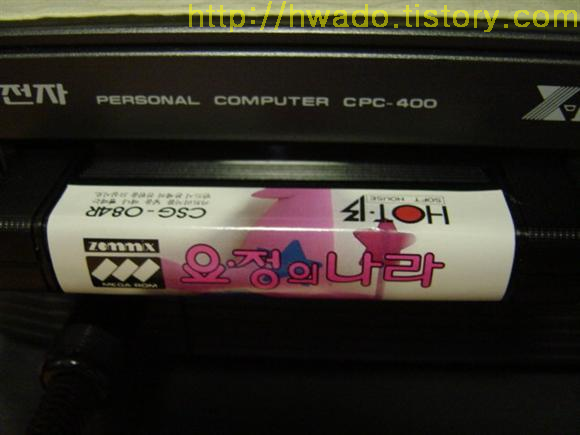 http://hwado.tistory.com
전자 PERSONAL COMPUTER CPC-400
CSG-084R
HOT·B
SOFT HOUSE
zemmix
MEGA ROM
요·정의나라